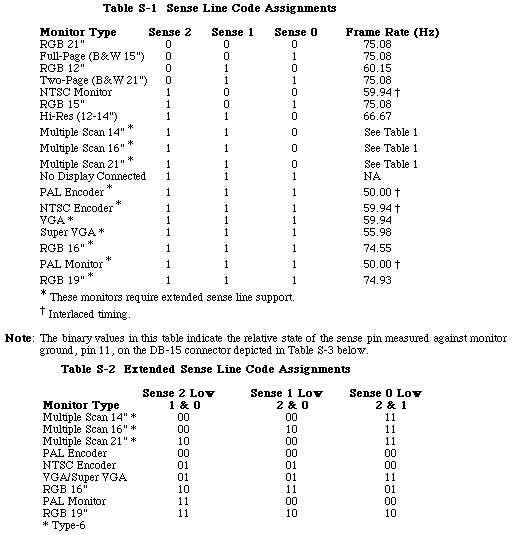 Table S-1 Sense Line Code Assignments
Monitor Type Sense 2 Sense 1 Sense 0 Frame Rate (Hz)
RGB 21" 0 0 0 75.08
Full-Page (B&W 15") 0 0 1 75.08
RGB 12" 0 1 0 60.15
Two-Page (B&W 21") 0 1 1 75.08
NTSC Monitor 1 0 0 59.94 †
RGB 15" 1 0 1 75.08
Hi-Res (12-14") 1 1 0 66.67
Multiple Scan 14" * 1 1 0 See Table 1
Multiple Scan 16" * 1 1 0 See Table 1
Multiple Scan 21" * 1 1 0 See Table 1
No Display Connected 1 1 1 NA
PAL Encoder * 1 1 1 50.00 †
NTSC Encoder * 1 1 1 59.94 †
VGA * 1 1 1 59.94
Super VGA * 1 1 1 55.98
RGB 16" * 1 1 1 74.55
PAL Monitor * 1 1 1 50.00 †
RGB 19" * 1 1 1 74.93
* These monitors require extended sense line support.
† Interlaced timing.
Note: The binary values in this table indicate the relative state of the sense pin measured against monitor
ground, pin 11, on the DB-15 connector depicted in Table S-3 below.
Table S-2 Extended Sense Line Code Assignments
Sense 2 Low Sense 1 Low Sense 0 Low
Monitor Type 1 & 0 2 & 0 2 & 1
Multiple Scan 14" * 00 00 11
Multiple Scan 16" * 00 10 11
Multiple Scan 21" * 10 00 11
PAL Encoder 00 00 00
NTSC Encoder 01 01 00
VGA/Super VGA 01 01 11
RGB 16" 10 11 01
PAL Monitor 11 00 00
RGB 19" 11 10 10
* Type-6